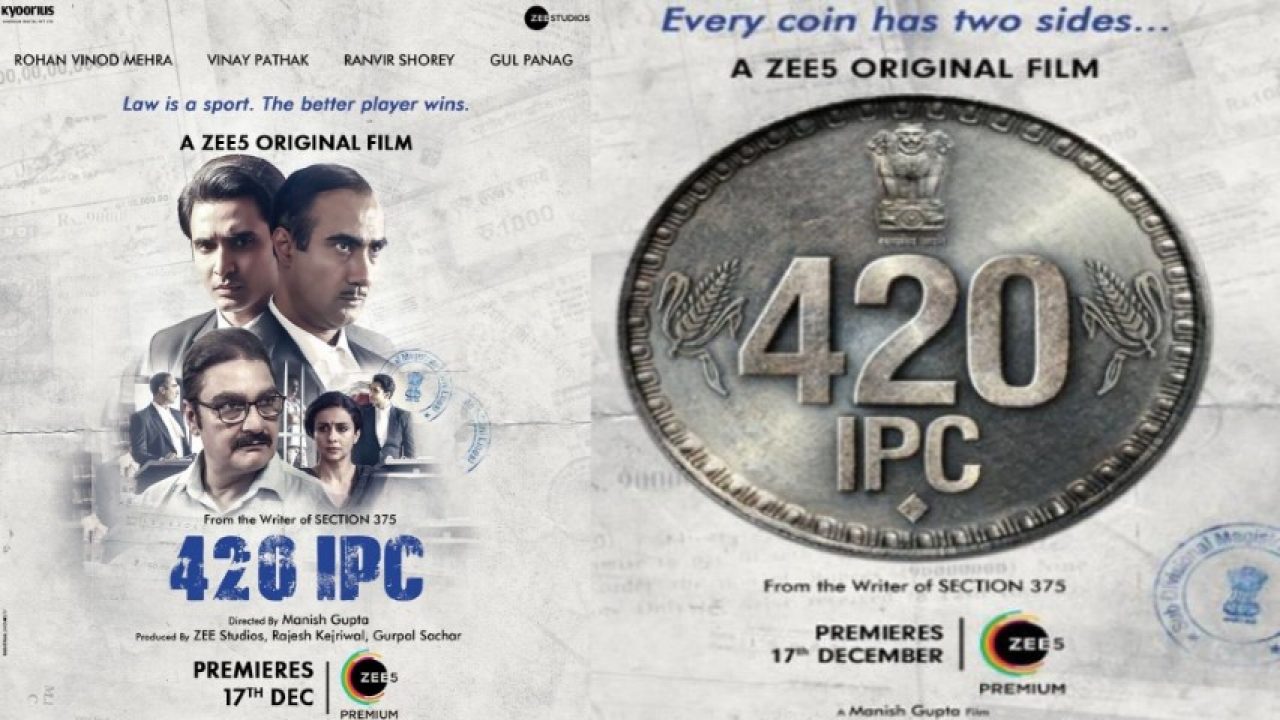 kyoorius
ZEE STUDIOS
ROHAN VINOD MEHRA VINAY PATHAK RANVIR SHOREY GUL PANAG
Law is a sport. The better player wins.
A ZEE5 ORIGINAL FILM
From the Writer of SECTION 375
420 IPC
Directed By Manish Gupta
Produced By ZEE Studios, Rajesh Kejriwal, Gurpal Sachar
PREMIERES
17TH DEC
ZEE5
PREMIUM
Every coin has two sides...
A ZEE5 ORIGINAL FILM
420
IPC
From the Writer of SECTION 375
Sub Divisional Magis
PREMIERES
17th DECEMBER
ZEE5
PREMIUM
A Manish Gupta Film